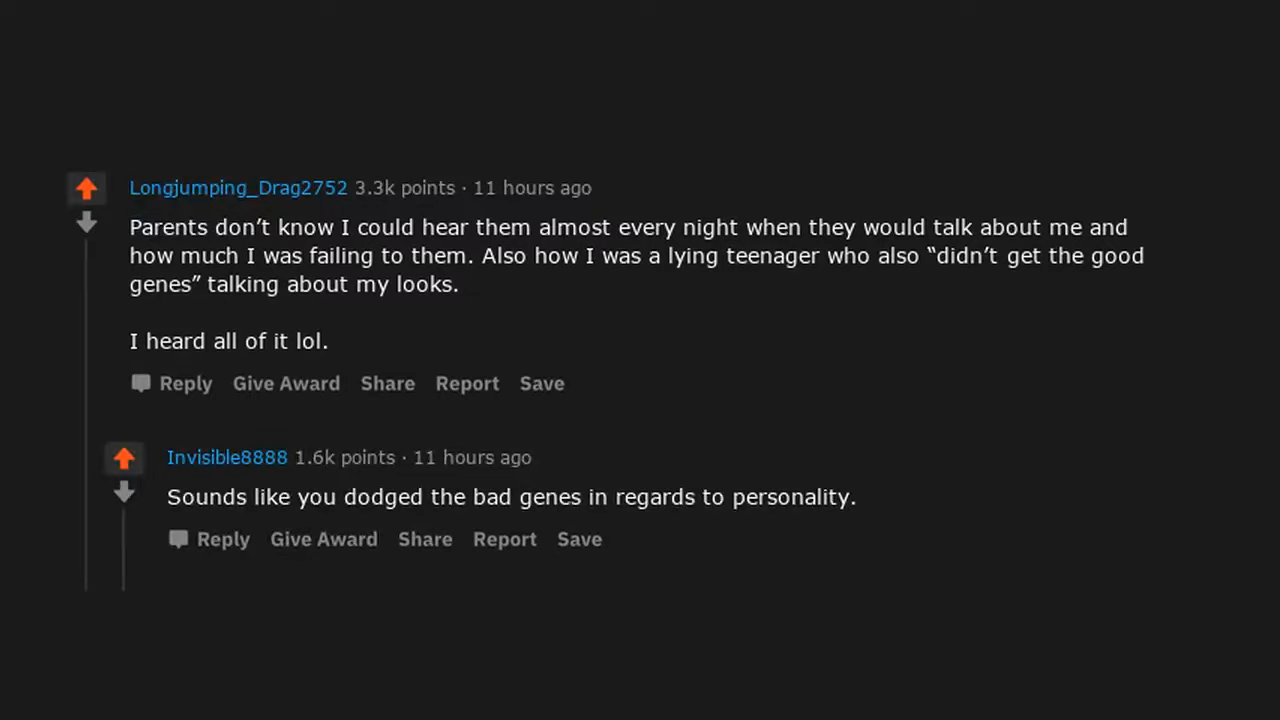 Longjumping_Drag2752 3.3k points · 11 hours ago
Parents don’t know I could hear them almost every night when they would talk about me and
how much I was failing to them. Also how I was a lying teenager who also “didn’t get the good
genes” talking about my looks.
I heard all of it lol.
Reply Give Award Share Report Save
Invisible8888 1.6k points · 11 hours ago
Sounds like you dodged the bad genes in regards to personality.
Reply Give Award Share Report Save